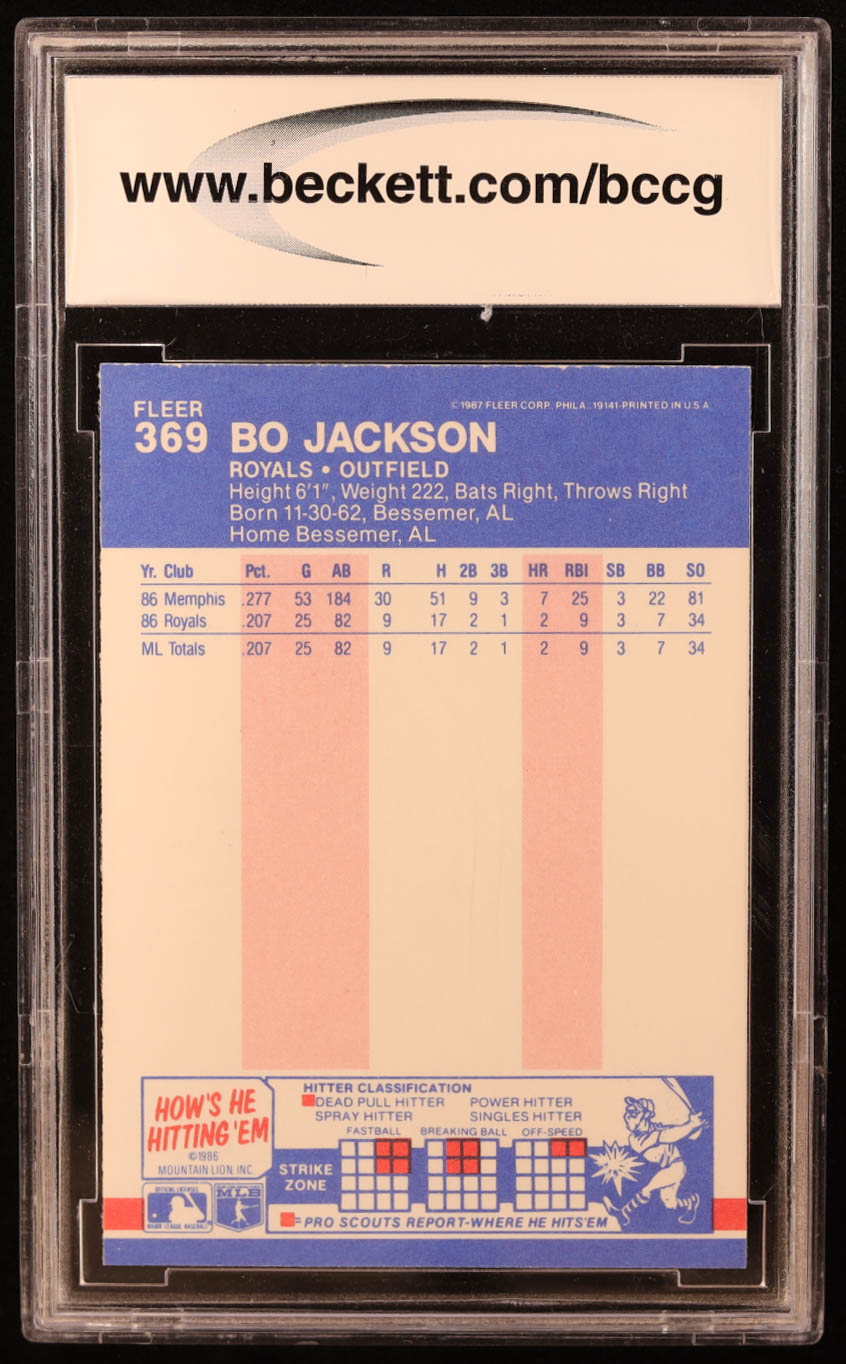 www.beckett.com/bccg
FLEER
©1987 FLEER CORP. PHILA., 19141-PRINTED IN U S A
369 BO JACKSON
ROYALS • OUTFIELD
Height 6'1", Weight 222, Bats Right, Throws Right
Born 11-30-62, Bessemer, AL
Home Bessemer, AL
Yr. Club Pct. G AB R H 2B 3B HR RBI SB BB SO
86 Memphis .277 53 184 30 51 9 3 7 25 3 22 81
86 Royals .207 25 82 9 17 2 1 2 9 3 7 34
ML Totals .207 25 82 9 17 2 1 2 9 3 7 34
HOW'S HE
HITTING 'EM
©1986
MOUNTAIN LION, INC.
HITTER CLASSIFICATION
DEAD PULL HITTER POWER HITTER
SPRAY HITTER SINGLES HITTER
FASTBALL BREAKING BALL OFF-SPEED
STRIKE
ZONE
OFFICIAL LICENSEE
MAJOR LEAGUE BASEBALL
MLB
=PRO SCOUTS REPORT-WHERE HE HITS'EM